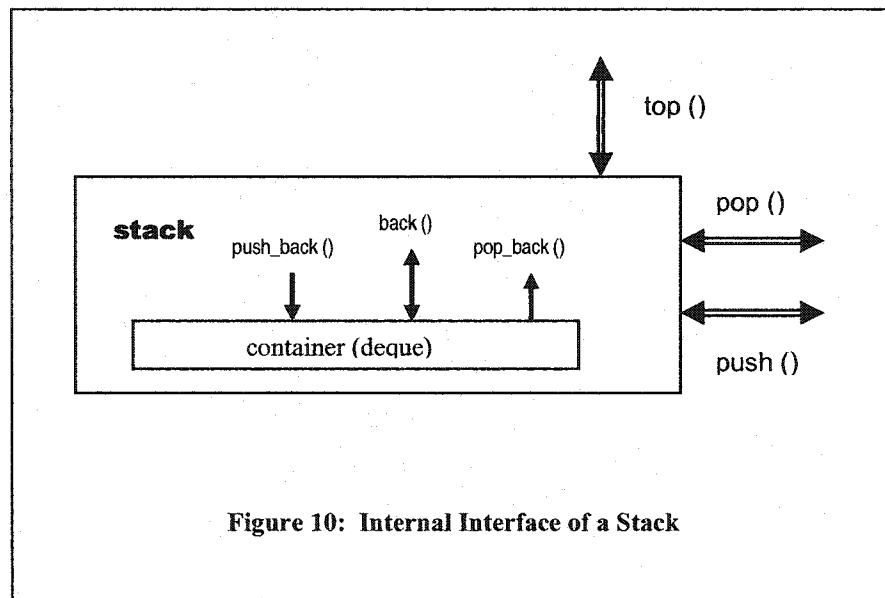 top ()
pop ()
stack
back ()
push_back ()
pop_back ()
container (deque)
push ()
Figure 10: Internal Interface of a Stack